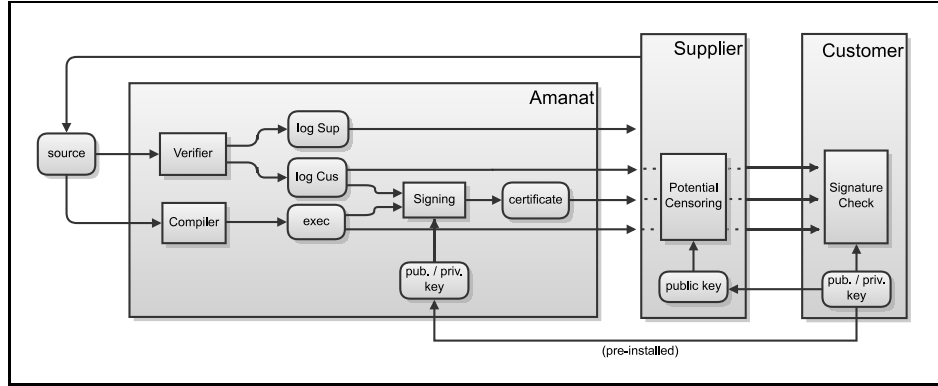 Supplier
Customer
Amanat
source
Verifier
log Sup
log Cus
Compiler
exec
Signing
certificate
pub. / priv.
key
Potential
Censoring
public key
Signature
Check
pub. / priv.
key
(pre-installed)